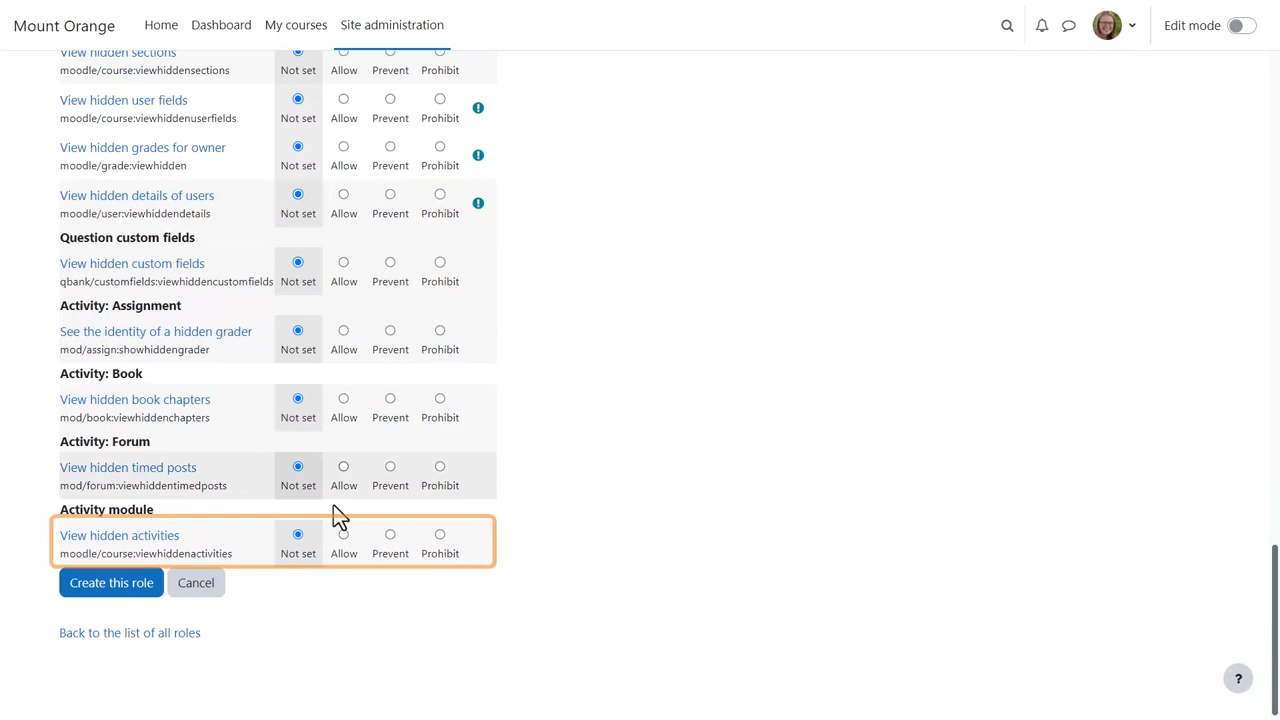 Mount Orange Home Dashboard My courses Site administration Edit mode
View hidden sections
moodle/course:viewhiddensections Not set Allow Prevent Prohibit
View hidden user fields
moodle/course:viewhiddenuserfields Not set Allow Prevent Prohibit
View hidden grades for owner
moodle/grade:viewhidden Not set Allow Prevent Prohibit
View hidden details of users
moodle/user:viewhiddendetails Not set Allow Prevent Prohibit
Question custom fields
View hidden custom fields
qbank/customfields:viewhiddencustomfields Not set Allow Prevent Prohibit
Activity: Assignment
See the identity of a hidden grader
mod/assign:showhiddengrader Not set Allow Prevent Prohibit
Activity: Book
View hidden book chapters
mod/book:viewhiddenchapters Not set Allow Prevent Prohibit
Activity: Forum
View hidden timed posts
mod/forum:viewhiddentimedposts Not set Allow Prevent Prohibit
Activity module
View hidden activities
moodle/course:viewhiddenactivities Not set Allow Prevent Prohibit
Create this role Cancel
Back to the list of all roles
?